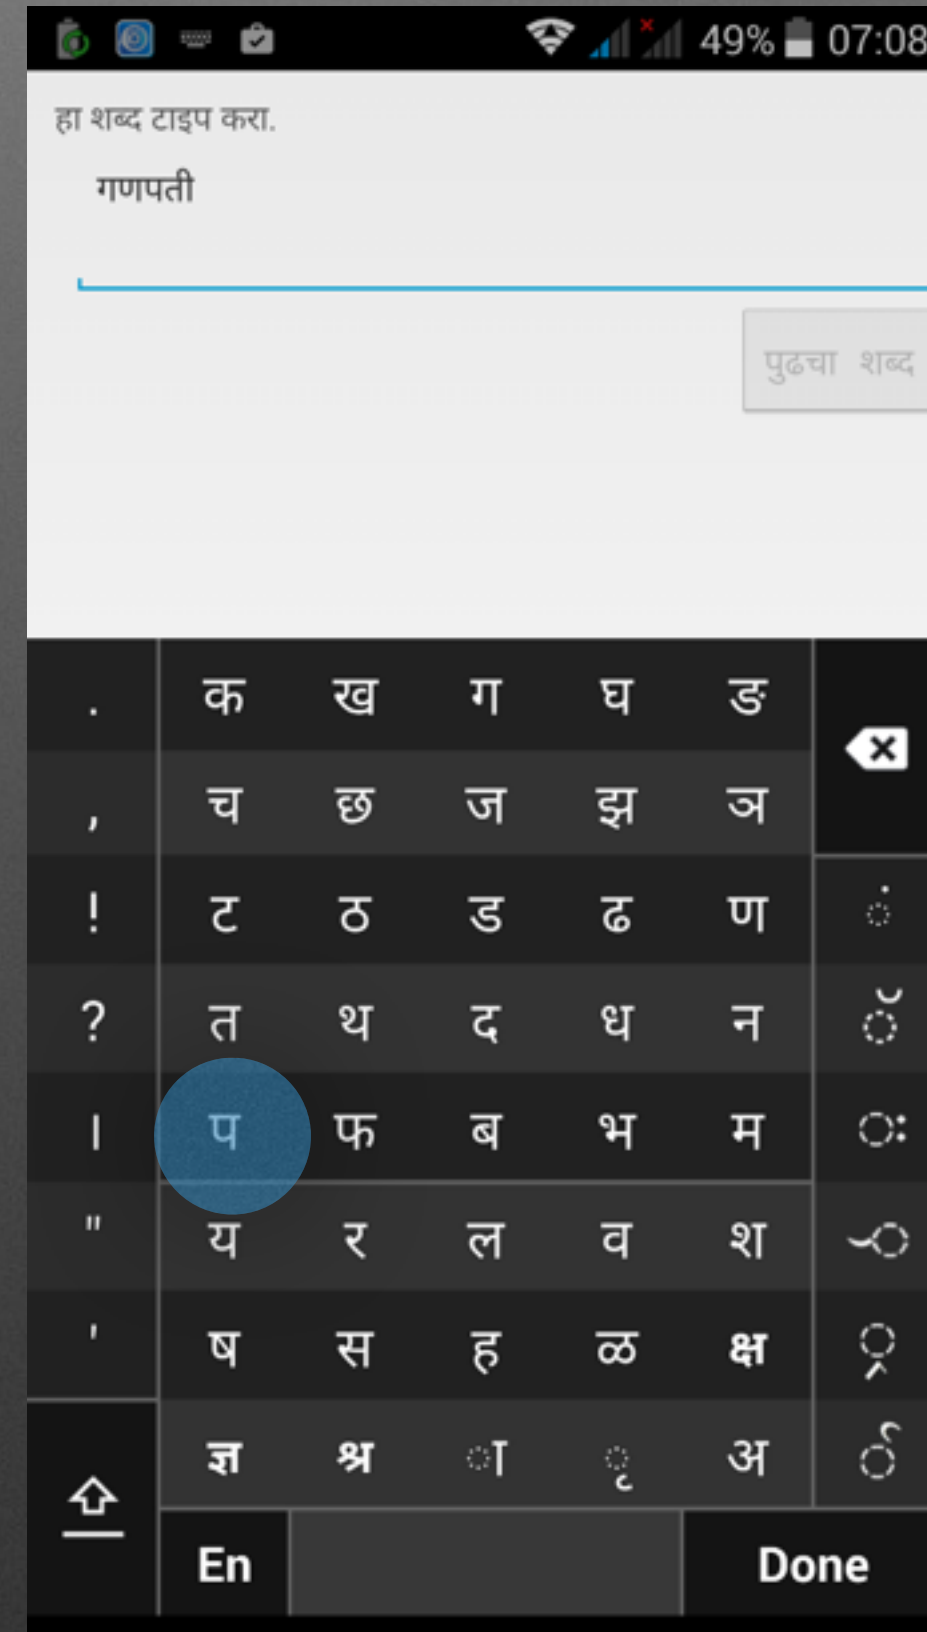 49% 07:08
हा शब्द टाइप करा.
गणपती
पुढचा शब्द
. क ख ग घ ङ
, च छ ज झ ञ
! ट ठ ड ढ ण ं
? त थ द ध न ॅ
। प फ ब भ म ः
" य र ल व श
' ष स ह ळ क्ष
ज्ञ श्र ा ृ अ
En Done